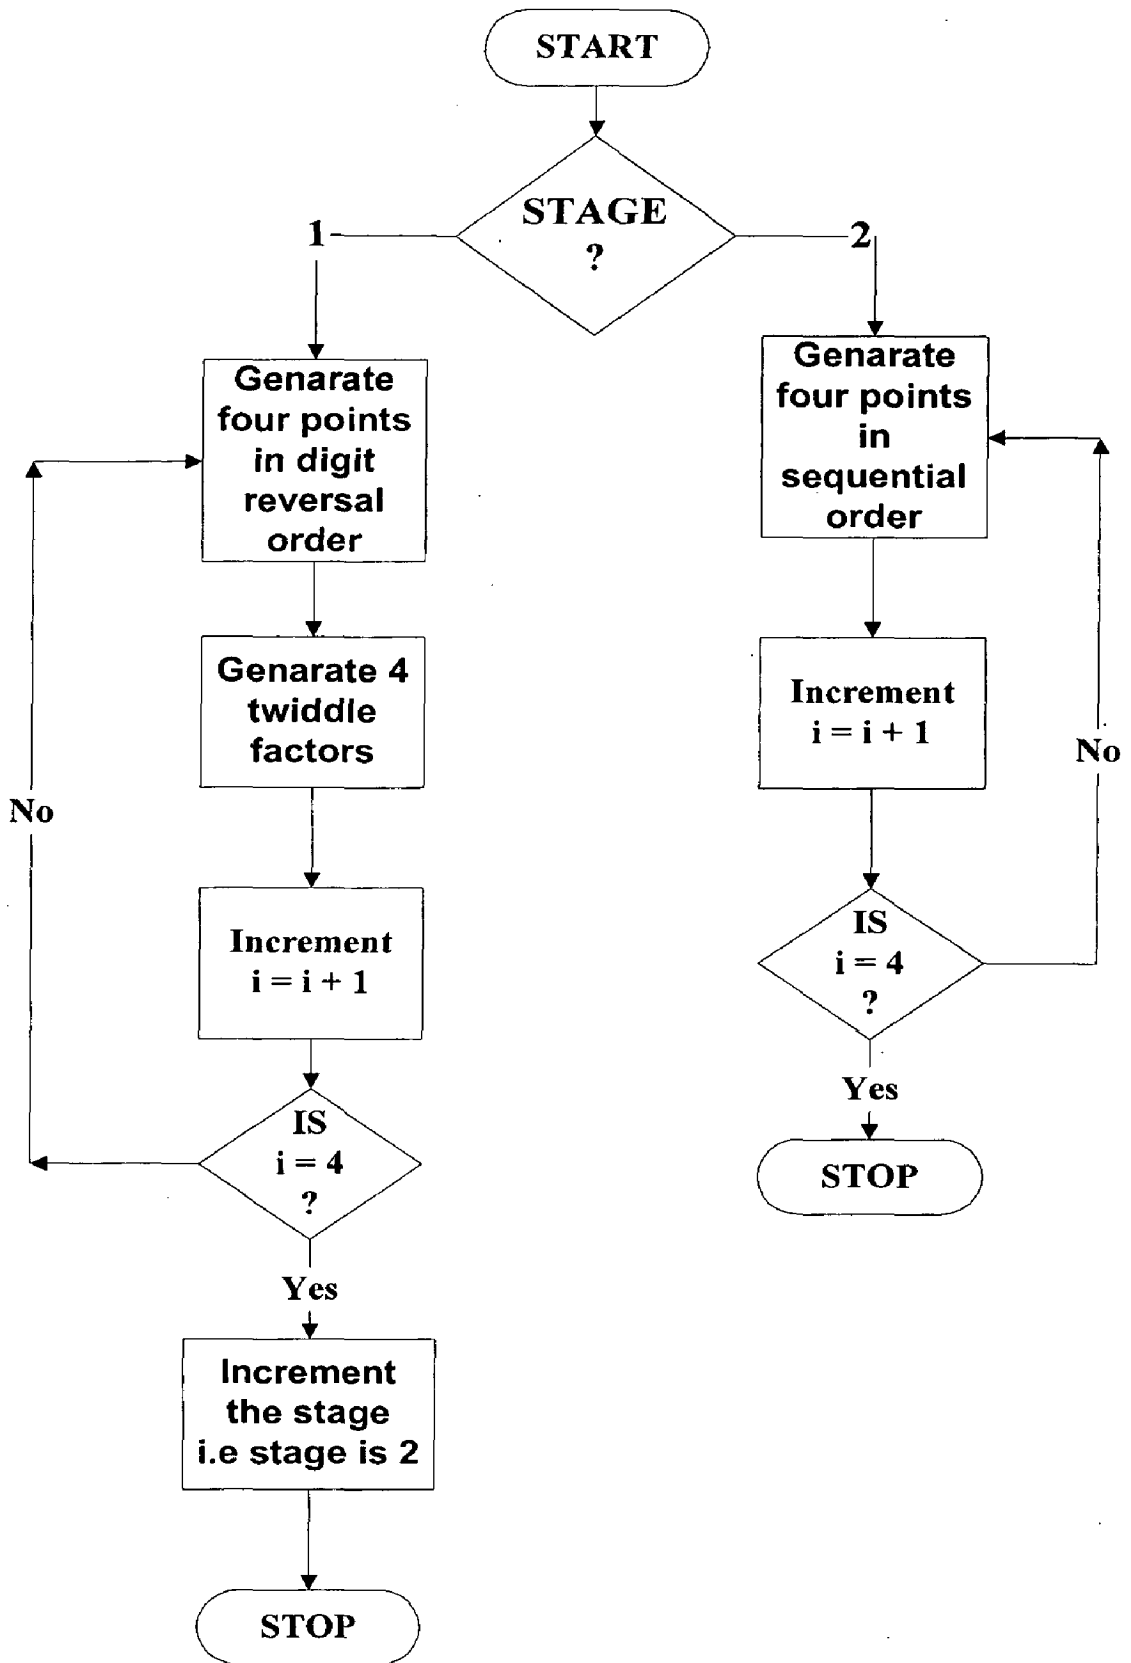 START
STAGE
?
1
2
Genarate
four points
in digit
reversal
order
Genarate 4
twiddle
factors
Increment
i = i + 1
IS
i = 4
?
No
Yes
Increment
the stage
i.e stage is 2
STOP
Genarate
four points
in
sequential
order
Increment
i = i + 1
IS
i = 4
?
No
Yes
STOP